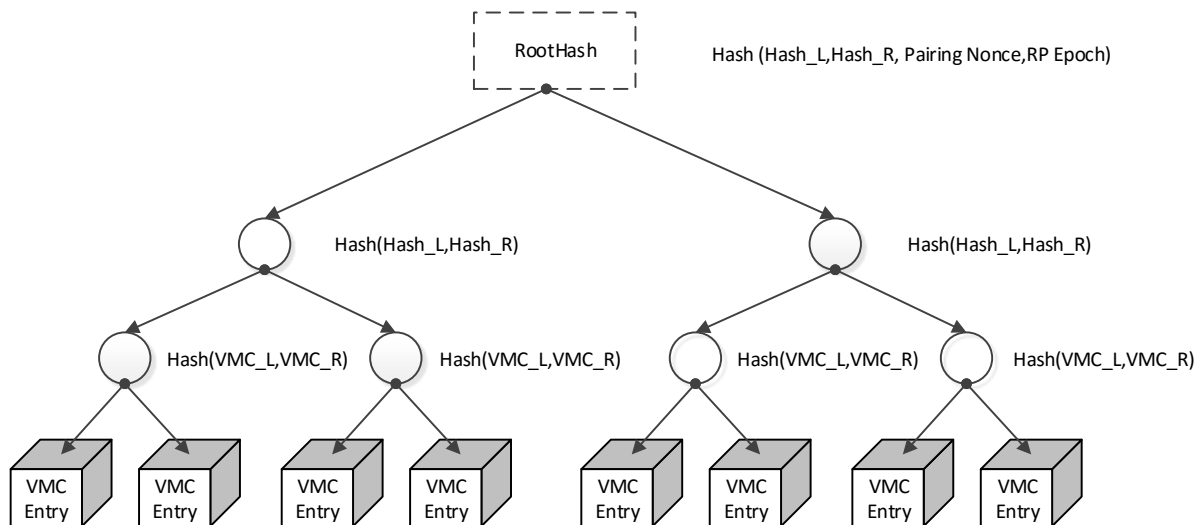 RootHash
Hash (Hash_L,Hash_R, Pairing Nonce,RP Epoch)
Hash(Hash_L,Hash_R)
Hash(Hash_L,Hash_R)
Hash(VMC_L,VMC_R)
Hash(VMC_L,VMC_R)
Hash(VMC_L,VMC_R)
Hash(VMC_L,VMC_R)
VMC
Entry
VMC
Entry
VMC
Entry
VMC
Entry
VMC
Entry
VMC
Entry
VMC
Entry
VMC
Entry